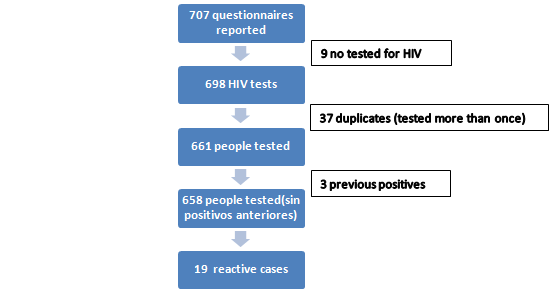 707 questionnaires
reported
9 no tested for HIV
698 HIV tests
37 duplicates (tested more than once)
661 people tested
3 previous positives
658 people tested(sin
positivos anteriores)
19 reactive cases